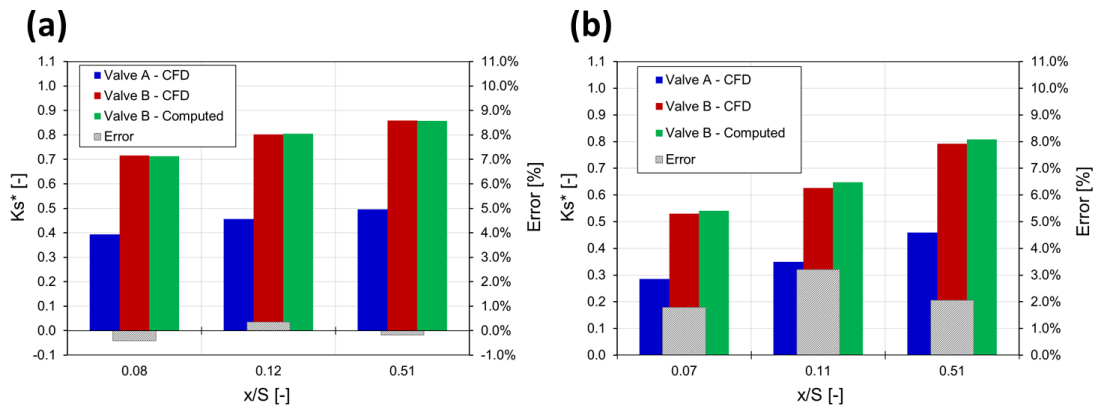 (a)
1.1
1.0
0.9
0.8
0.7
0.6
0.5
0.4
0.3
0.2
0.1
0.0
-0.1
Ks* [-]
Valve A - CFD
Valve B - CFD
Valve B - Computed
Error
11.0%
10.0%
9.0%
8.0%
7.0%
6.0%
5.0%
4.0%
3.0%
2.0%
1.0%
0.0%
-1.0%
Error [%]
0.08 0.12 0.51
x/S [-]
(b)
1.1
1.0
0.9
0.8
0.7
0.6
0.5
0.4
0.3
0.2
0.1
0.0
Ks* [-]
Valve A - CFD
Valve B - CFD
Valve B - Computed
Error
11.0%
10.0%
9.0%
8.0%
7.0%
6.0%
5.0%
4.0%
3.0%
2.0%
1.0%
0.0%
Error [%]
0.07 0.11 0.51
x/S [-]